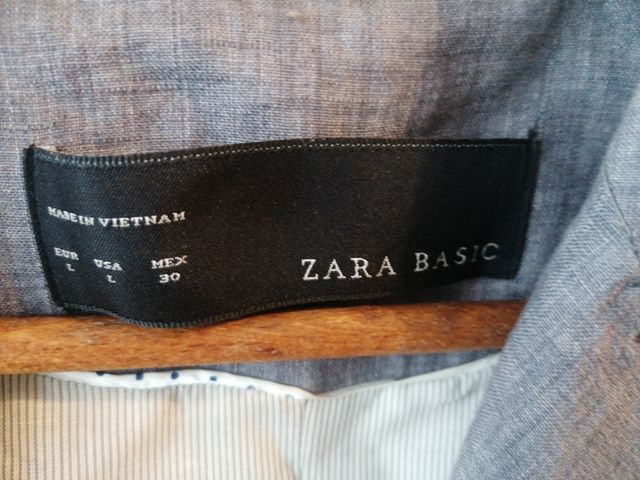 MADE IN VIETNAM
EUR USA MEX
L L 30
ZARA BASIC